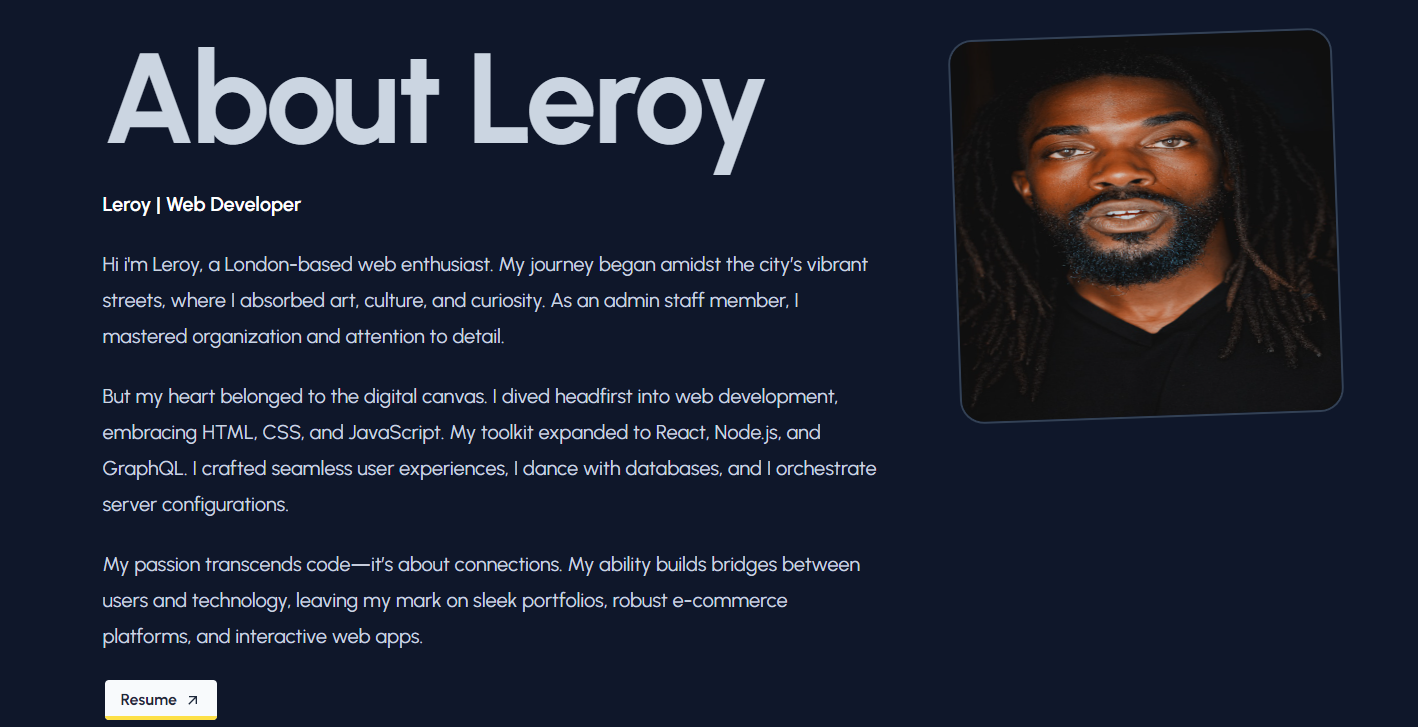 About Leroy
Leroy | Web Developer
Hi i'm Leroy, a London-based web enthusiast. My journey began amidst the city’s vibrant
streets, where I absorbed art, culture, and curiosity. As an admin staff member, I
mastered organization and attention to detail.
But my heart belonged to the digital canvas. I dived headfirst into web development,
embracing HTML, CSS, and JavaScript. My toolkit expanded to React, Node.js, and
GraphQL. I crafted seamless user experiences, I dance with databases, and I orchestrate
server configurations.
My passion transcends code—it’s about connections. My ability builds bridges between
users and technology, leaving my mark on sleek portfolios, robust e-commerce
platforms, and interactive web apps.
Resume